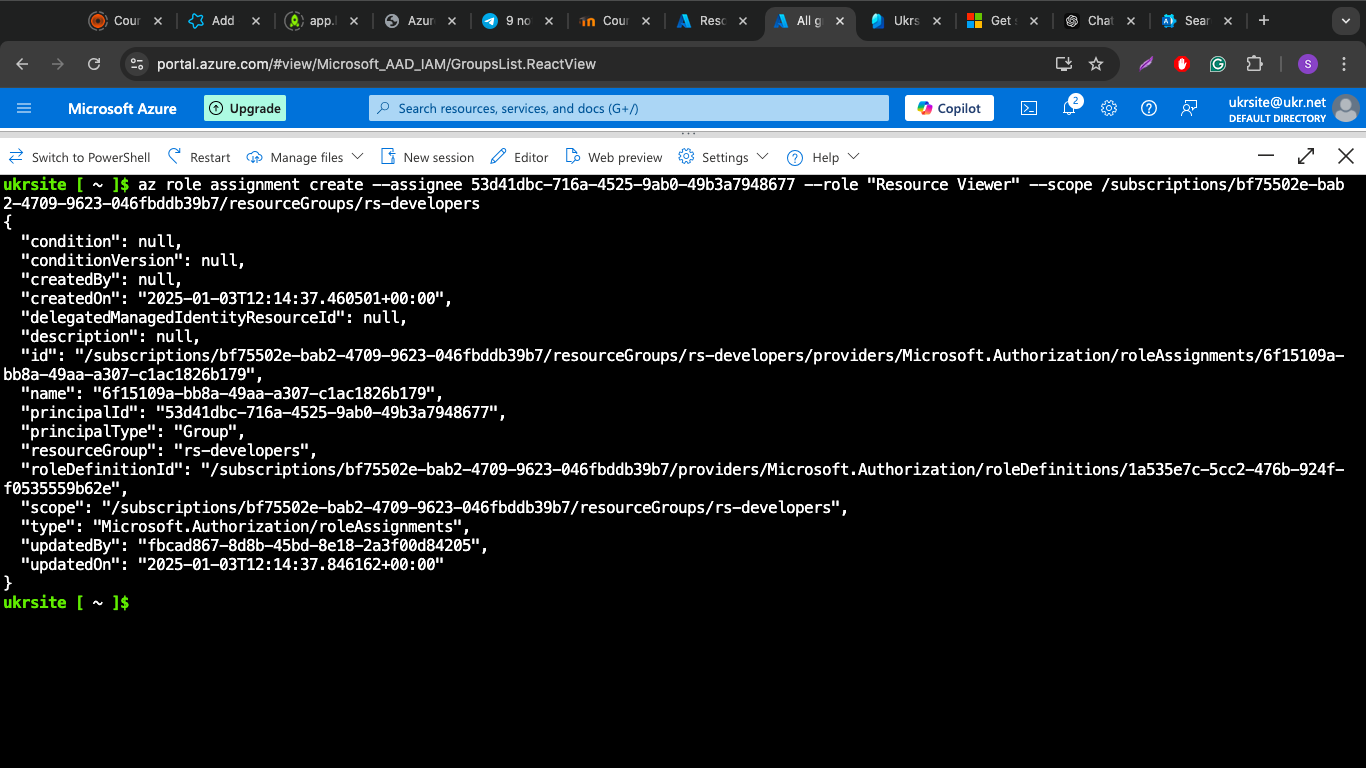 Cour
Add
app.
Azur
9 no
Cour
Reso
All g
Ukrs
Get
Chat
Sear
portal.azure.com/#view/Microsoft_AAD_IAM/GroupsList.ReactView
S
Microsoft Azure
Upgrade
Search resources, services, and docs (G+/)
Copilot
2
ukrsite@ukr.net
DEFAULT DIRECTORY
Switch to PowerShell
Restart
Manage files
New session
Editor
Web preview
Settings
Help
ukrsite [ ~ ]$ az role assignment create --assignee 53d41dbc-716a-4525-9ab0-49b3a7948677 --role "Resource Viewer" --scope /subscriptions/bf75502e-bab
2-4709-9623-046fbddb39b7/resourceGroups/rs-developers
{
  "condition": null,
  "conditionVersion": null,
  "createdBy": null,
  "createdOn": "2025-01-03T12:14:37.460501+00:00",
  "delegatedManagedIdentityResourceId": null,
  "description": null,
  "id": "/subscriptions/bf75502e-bab2-4709-9623-046fbddb39b7/resourceGroups/rs-developers/providers/Microsoft.Authorization/roleAssignments/6f15109a-
bb8a-49aa-a307-c1ac1826b179",
  "name": "6f15109a-bb8a-49aa-a307-c1ac1826b179",
  "principalId": "53d41dbc-716a-4525-9ab0-49b3a7948677",
  "principalType": "Group",
  "resourceGroup": "rs-developers",
  "roleDefinitionId": "/subscriptions/bf75502e-bab2-4709-9623-046fbddb39b7/providers/Microsoft.Authorization/roleDefinitions/1a535e7c-5cc2-476b-924f-
f0535559b62e",
  "scope": "/subscriptions/bf75502e-bab2-4709-9623-046fbddb39b7/resourceGroups/rs-developers",
  "type": "Microsoft.Authorization/roleAssignments",
  "updatedBy": "fbcad867-8d8b-45bd-8e18-2a3f00d84205",
  "updatedOn": "2025-01-03T12:14:37.846162+00:00"
}
ukrsite [ ~ ]$